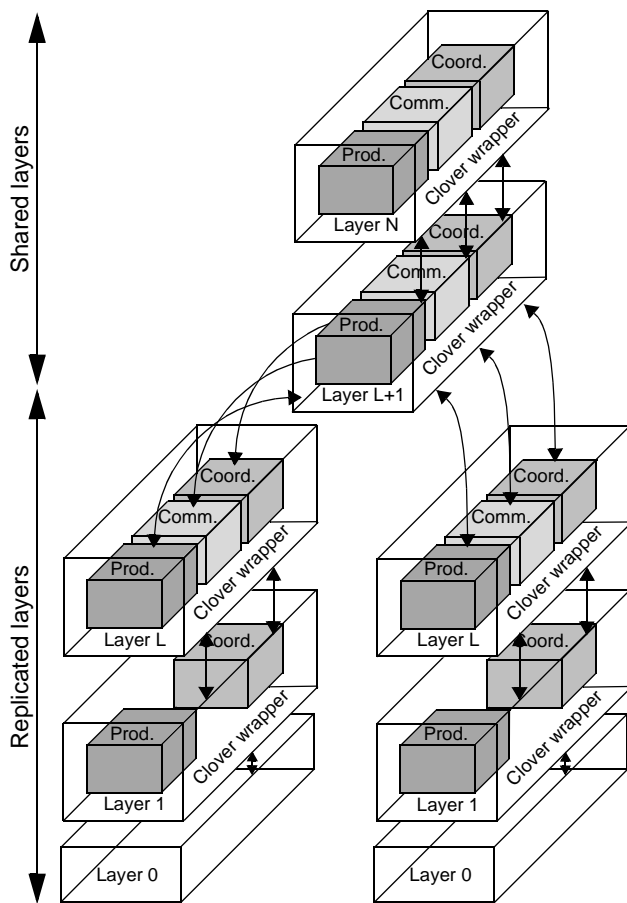 Shared layers
Coord.
Comm.
Prod.
Layer N
Clover wrapper
Coord.
Comm.
Prod.
Layer L+1
Clover wrapper
Replicated layers
Coord.
Comm.
Prod.
Layer L
Clover wrapper
Coord.
Prod.
Layer 1
Clover wrapper
Layer 0
Coord.
Comm.
Prod.
Layer L
Clover wrapper
Coord.
Prod.
Layer 1
Clover wrapper
Layer 0